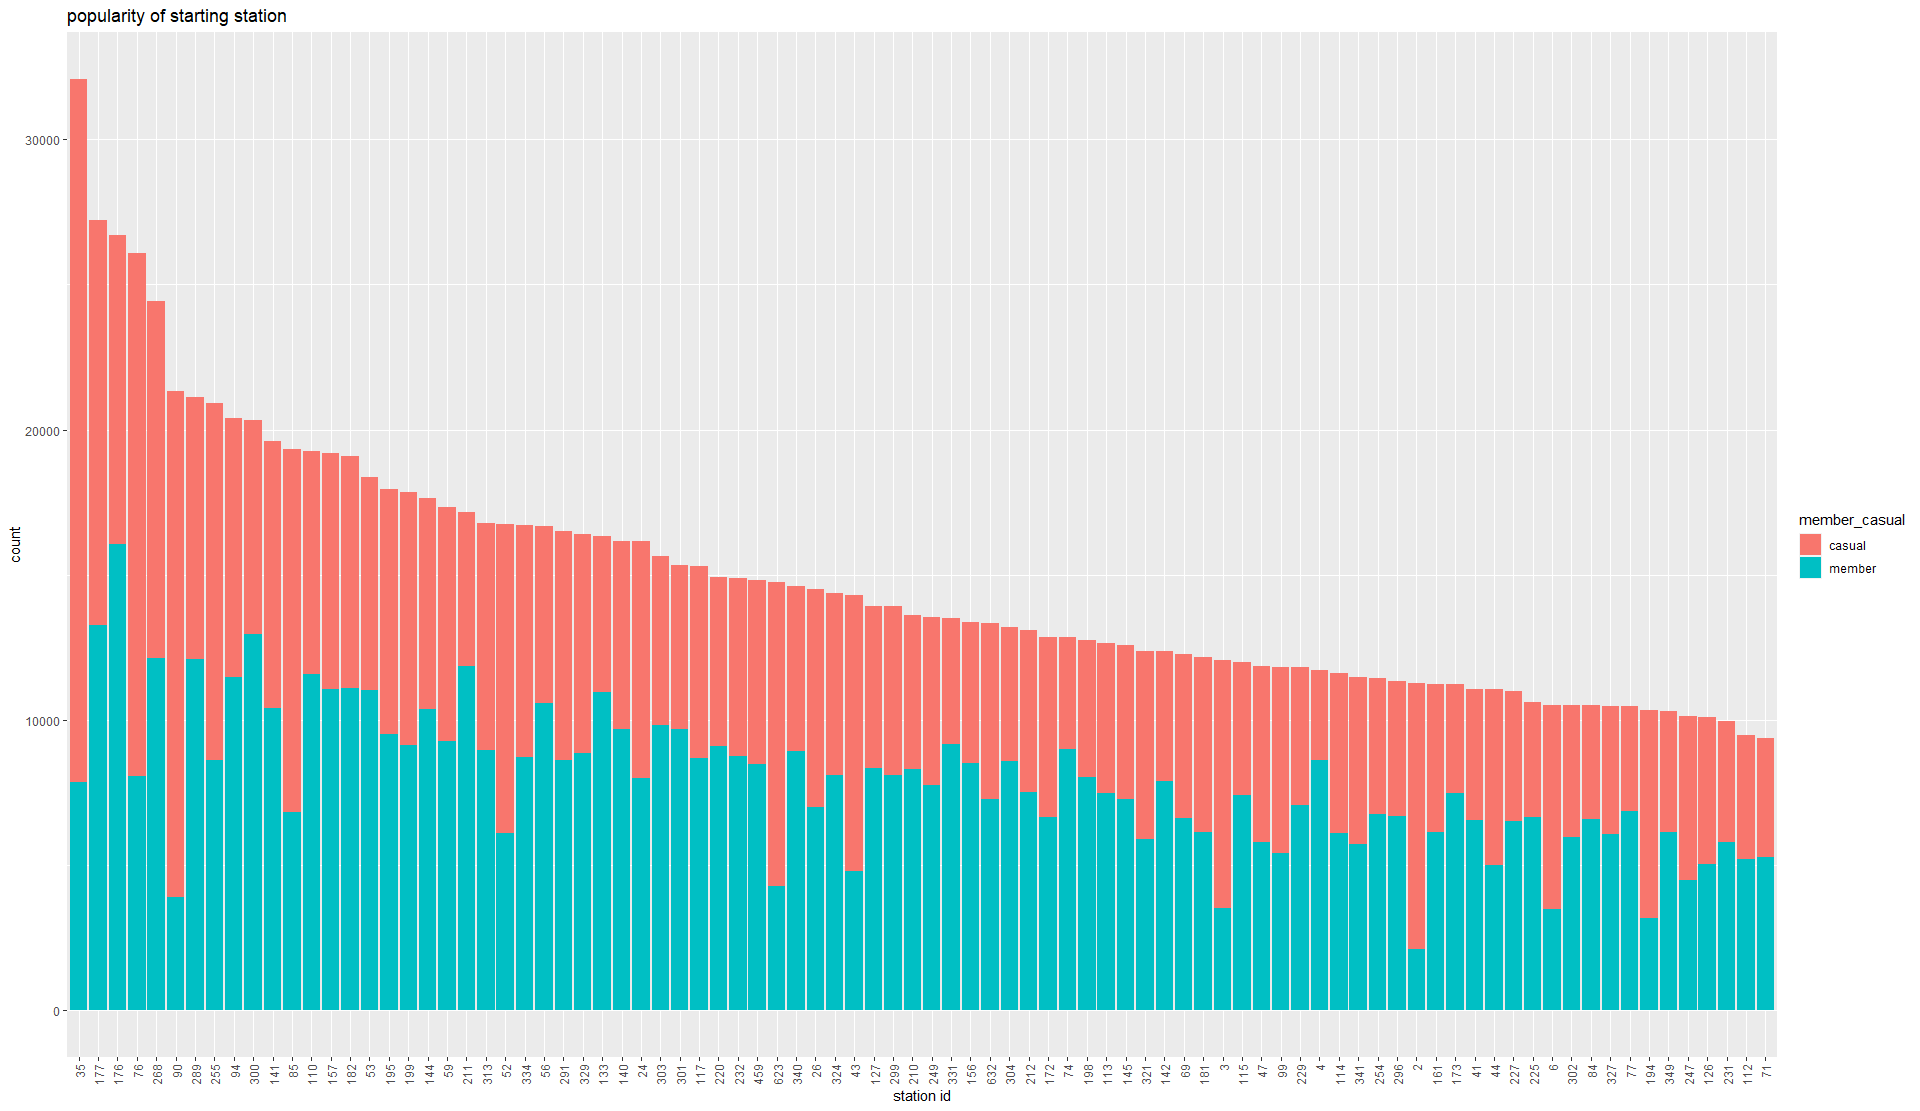 popularity of starting station
30000
20000
10000
0
count
35 177 176 76 268 90 289 255 94 300 141 85 110 157 182 53 195 199 144 59 211 313 52 334 56 291 329 133 140 24 303 301 117 220 232 459 623 340 26 324 43 127 299 210 249 331 156 632 304 212 172 74 198 113 145 321 142 69 181 3 115 47 99 229 4 114 341 254 296 2 161 173 41 44 227 225 6 302 84 327 77 194 349 247 126 231 112 71
station id
member_casual
casual
member